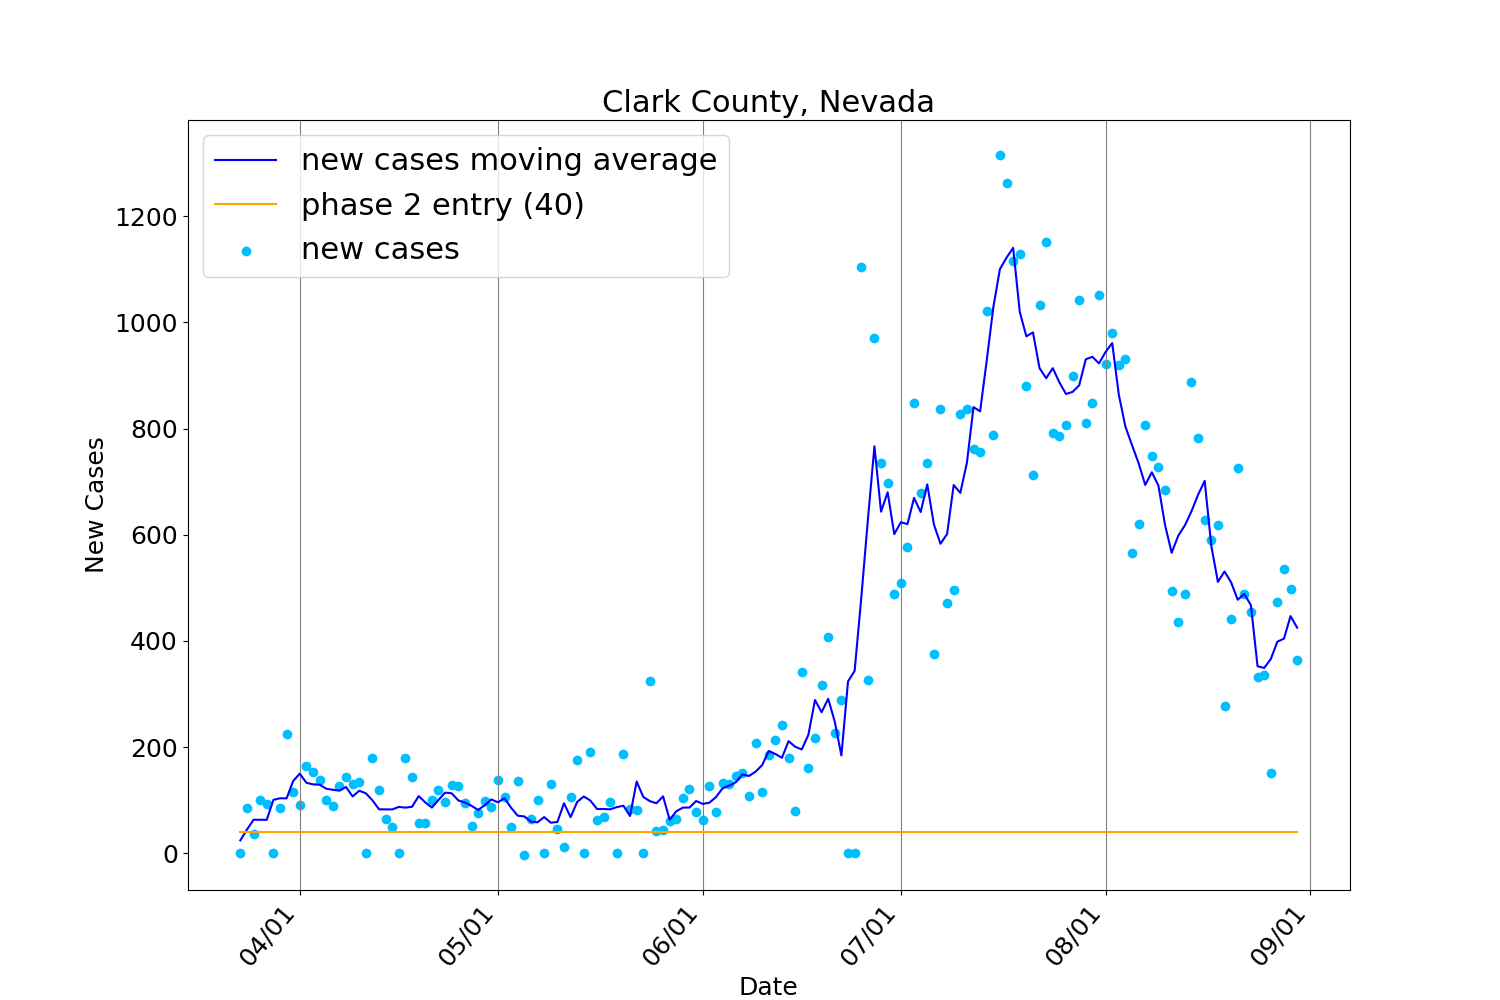 Clark County, Nevada
new cases moving average
phase 2 entry (40)
new cases
New Cases
1200
1000
800
600
400
200
0
04/01
05/01
06/01
07/01
08/01
09/01
Date